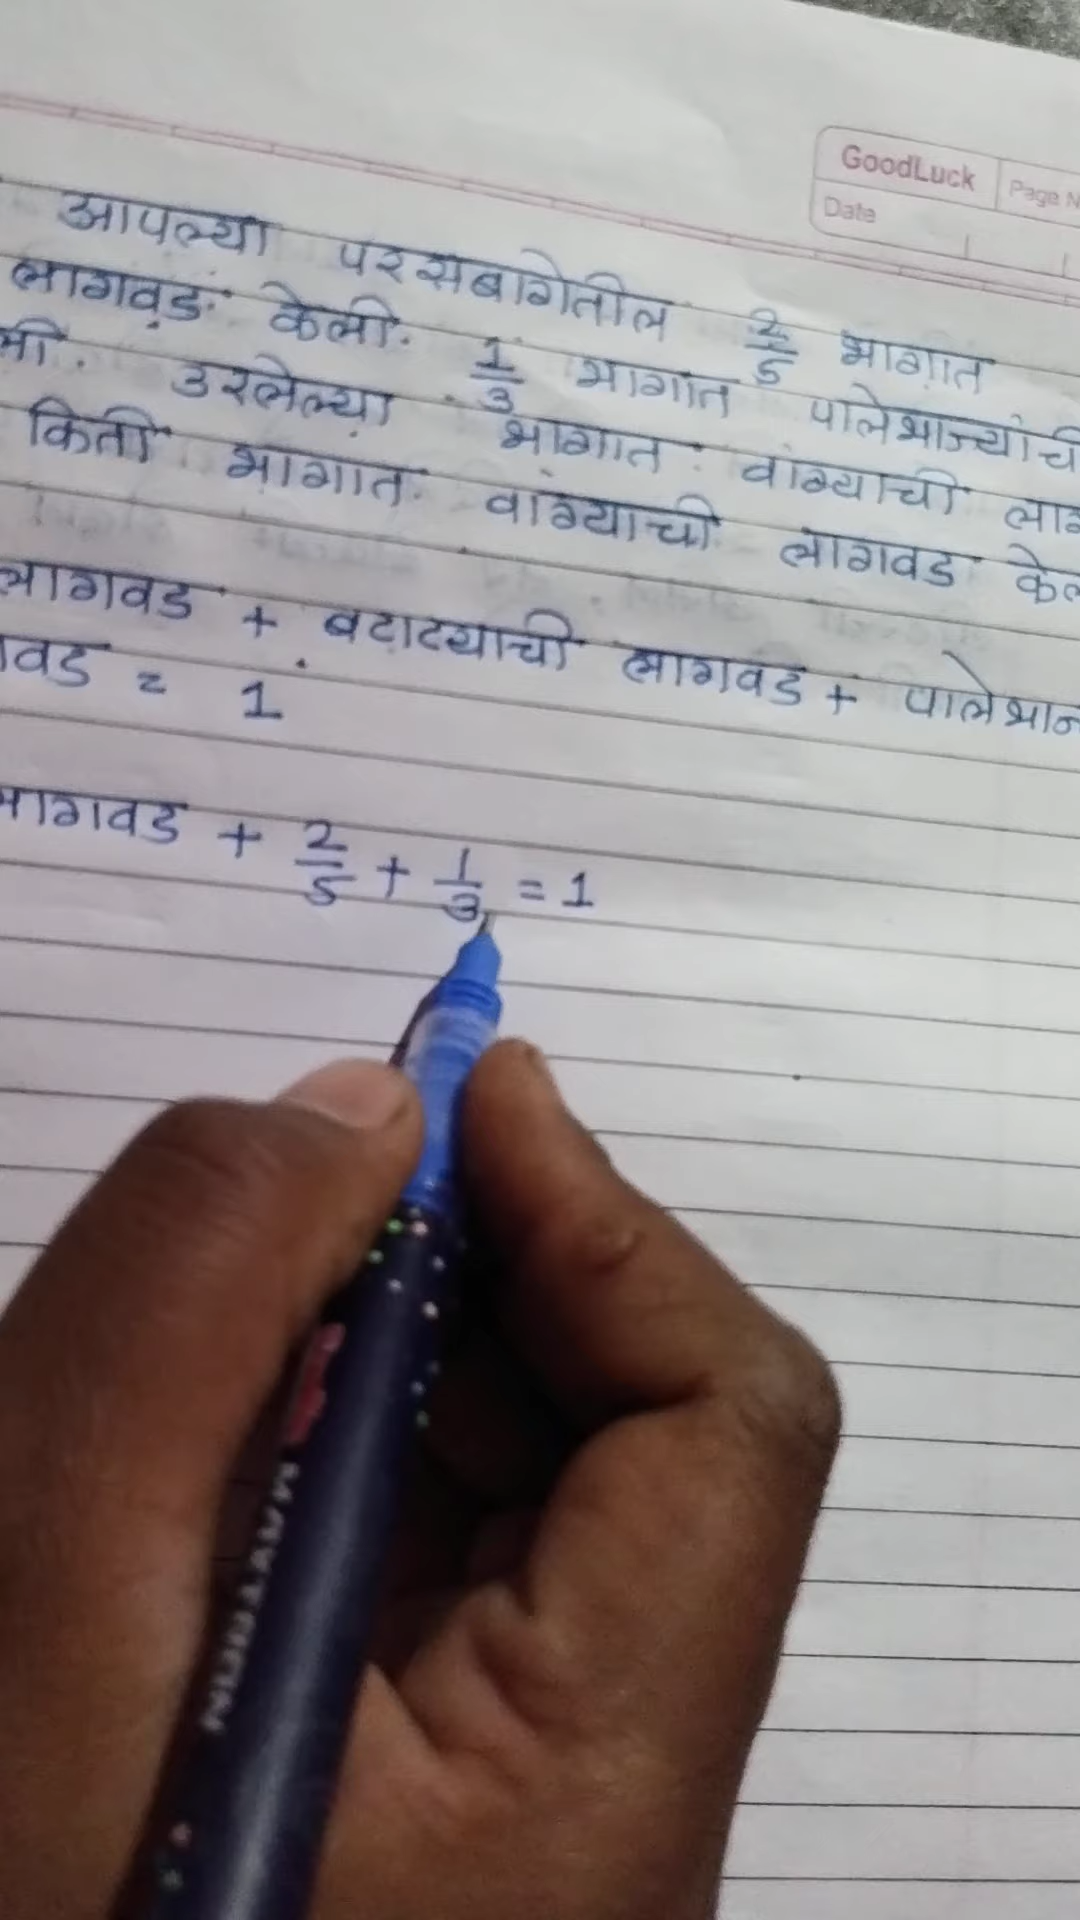 GoodLuck
Page N
Date
आपल्या परसबागेतील 2/5 भागात
लागवड केली. 1/3 भागात पालेभाज्यांची
ली. उरलेल्या भागात वांग्याची लाग
किती भागात वांग्याची लागवड केल
लागवड + बटाट्याची लागवड + पालेभाज
गवड = 1
लागवड + 2/5 + 1/3 = 1